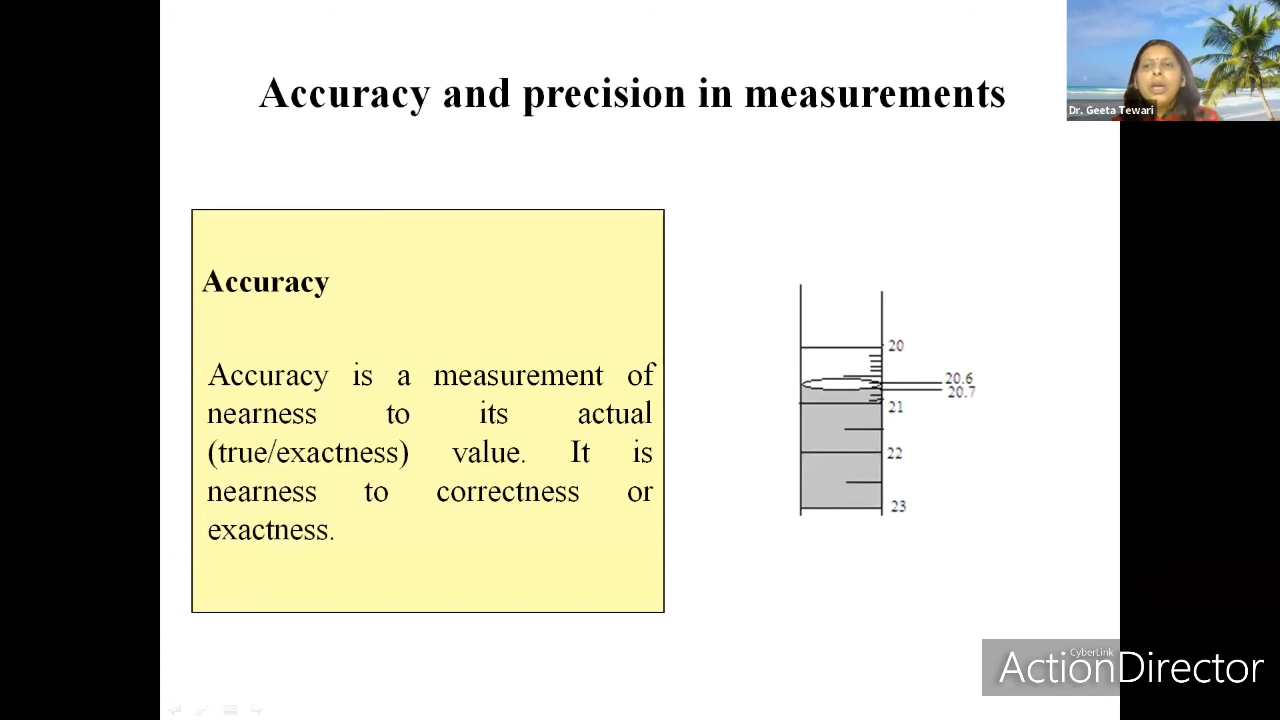 Accuracy and precision in measurements
Dr. Geeta Tewari
Accuracy
Accuracy is a measurement of
nearness to its actual
(true/exactness) value. It is
nearness to correctness or
exactness.
20
20.6
20.7
21
22
23
CyberLink
ActionDirector